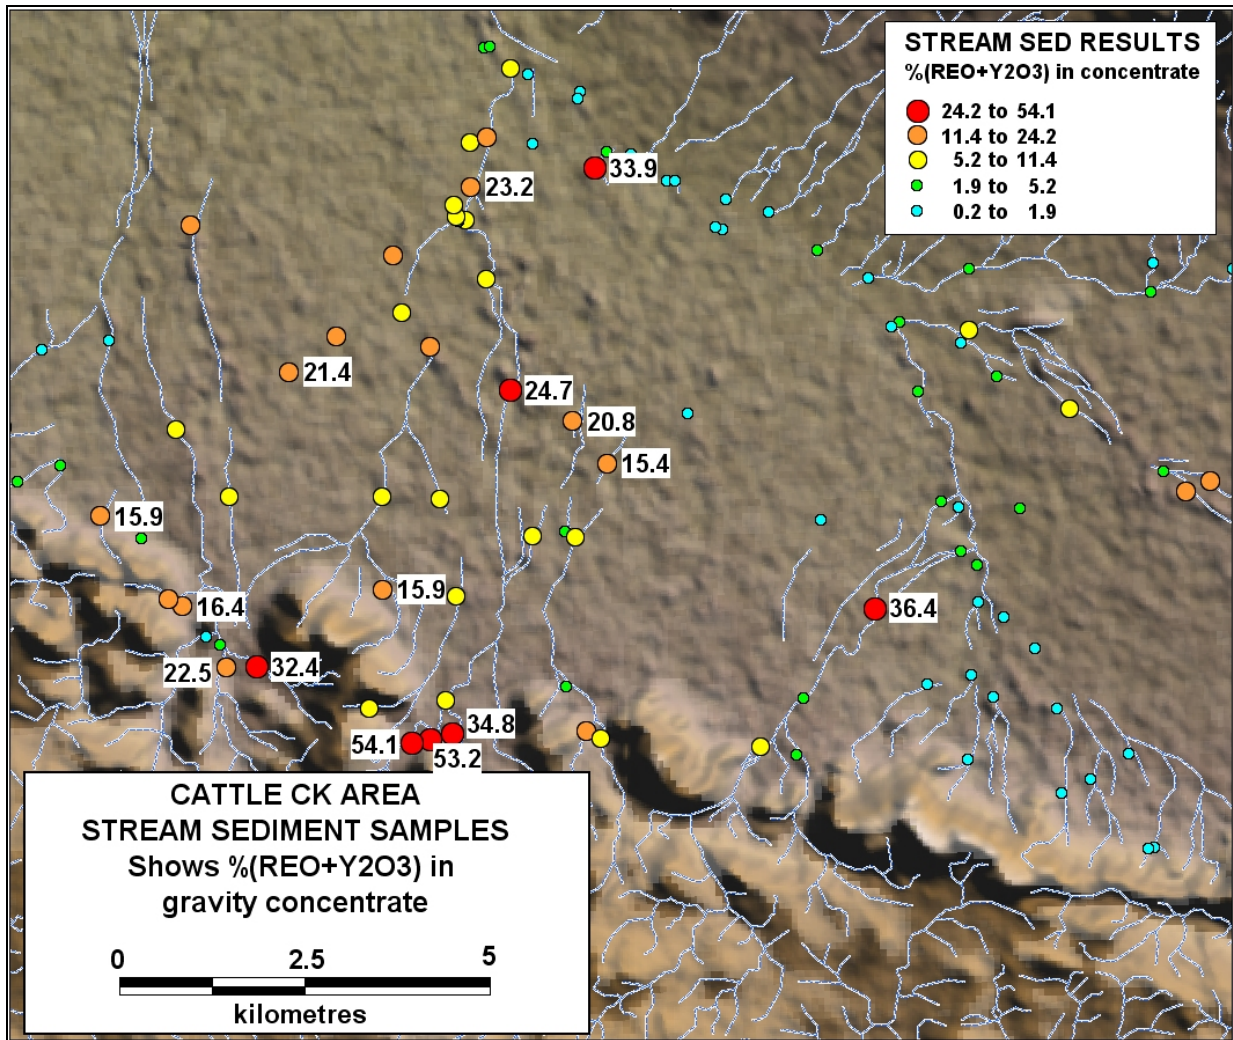 STREAM SED RESULTS
%(REO+Y2O3) in concentrate
24.2 to 54.1
11.4 to 24.2
5.2 to 11.4
1.9 to 5.2
0.2 to 1.9
33.9
23.2
21.4
24.7
20.8
15.4
15.9
15.9
16.4
36.4
22.5
32.4
34.8
54.1
53.2
CATTLE CK AREA
STREAM SEDIMENT SAMPLES
Shows %(REO+Y2O3) in
gravity concentrate
0 2.5 5
kilometres